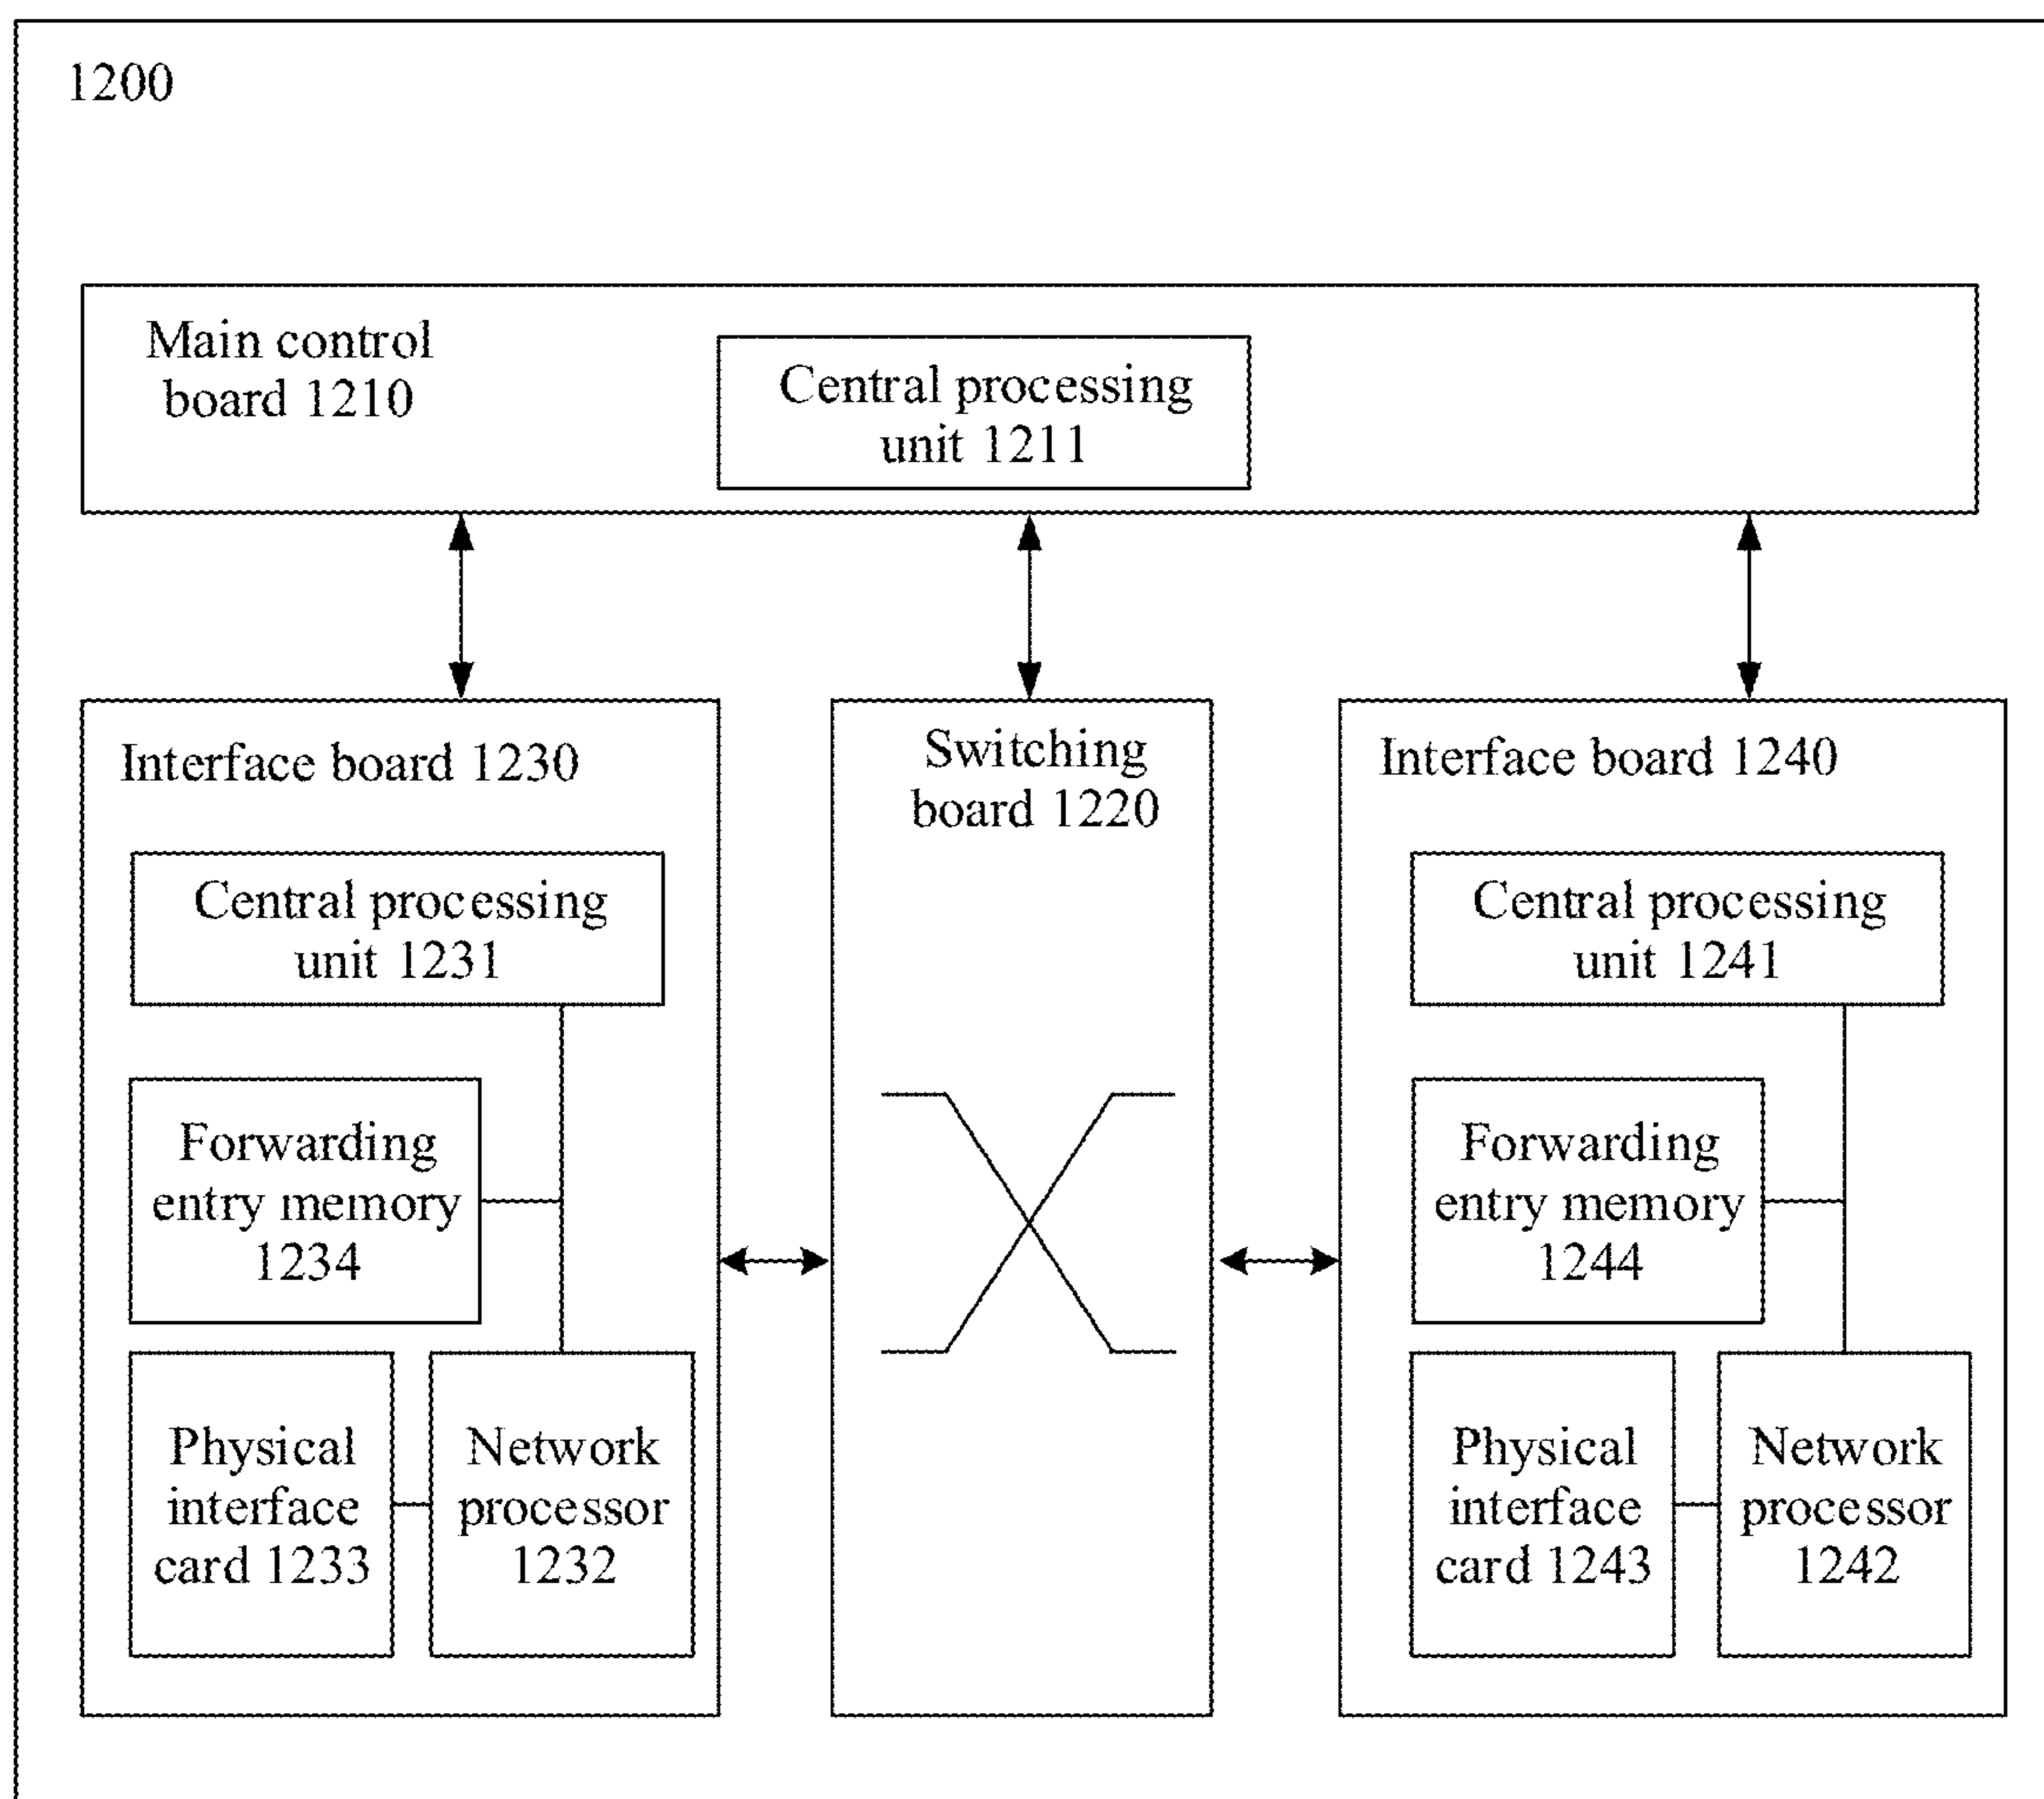 1200
Main control
board 1210
Central processing
unit 1211
Interface board 1230
Central processing
unit 1231
Forwarding
entry memory
1234
Physical
interface
card 1233
Network
processor
1232
Switching
board 1220
Interface board 1240
Central processing
unit 1241
Forwarding
entry memory
1244
Physical
interface
card 1243
Network
processor
1242